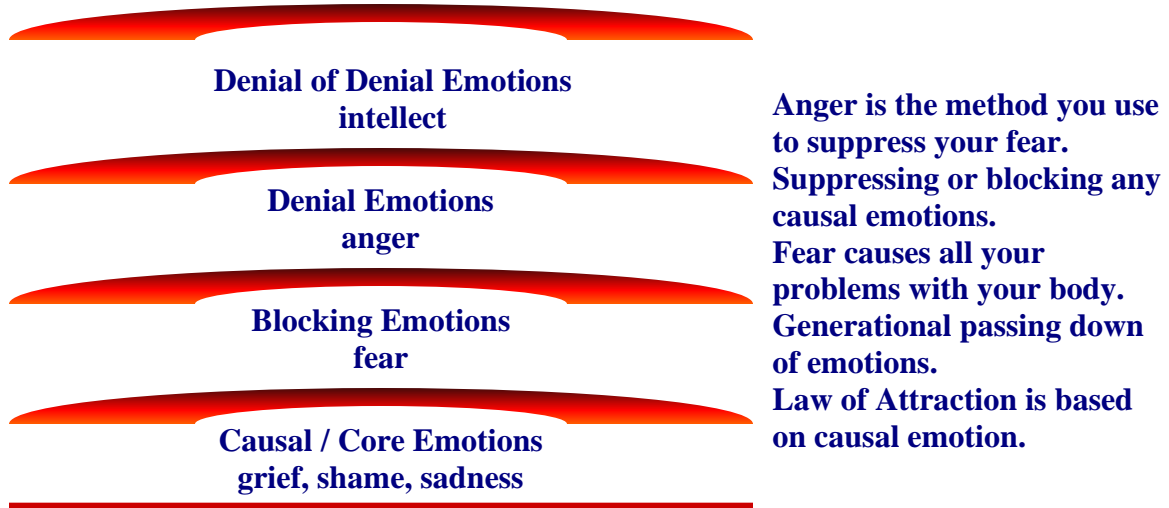 Denial of Denial Emotions
intellect
Denial Emotions
anger
Blocking Emotions
fear
Causal / Core Emotions
grief, shame, sadness
Anger is the method you use
to suppress your fear.
Suppressing or blocking any
causal emotions.
Fear causes all your
problems with your body.
Generational passing down
of emotions.
Law of Attraction is based
on causal emotion.